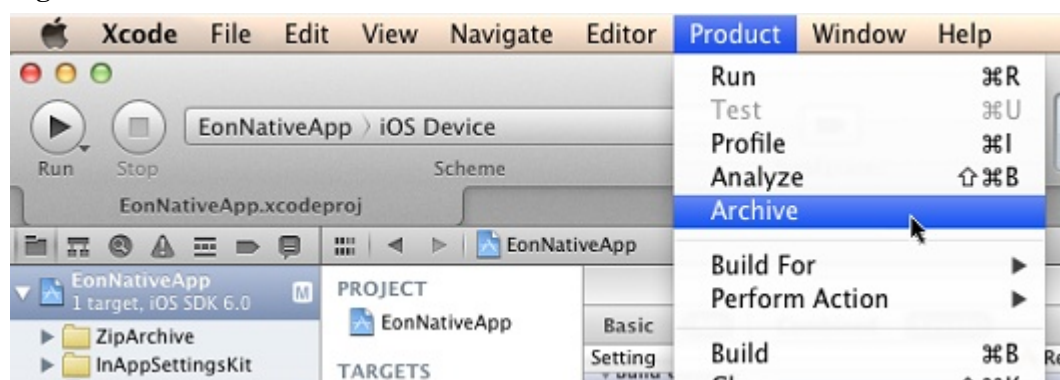 Xcode File Edit View Navigate Editor Product Window Help
Run ⌘R
Test ⌘U
Profile ⌘I
Analyze ⇧⌘B
Archive
Build For
Perform Action
Build ⌘B
EonNativeApp iOS Device
Run Stop Scheme
EonNativeApp.xcodeproj
EonNativeApp
EonNativeApp M
1 target, iOS SDK 6.0
ZipArchive
InAppSettingsKit
PROJECT
EonNativeApp
TARGETS
Basic
Setting